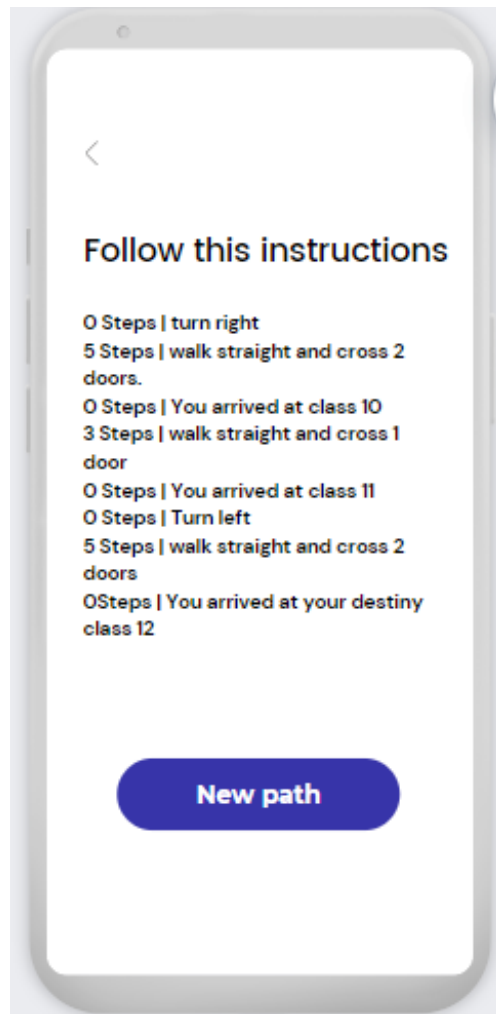 Follow this instructions
0 Steps | turn right
5 Steps | walk straight and cross 2
doors.
0 Steps | You arrived at class 10
3 Steps | walk straight and cross 1
door
0 Steps | You arrived at class 11
0 Steps | Turn left
5 Steps | walk straight and cross 2
doors
0Steps | You arrived at your destiny
class 12
New path